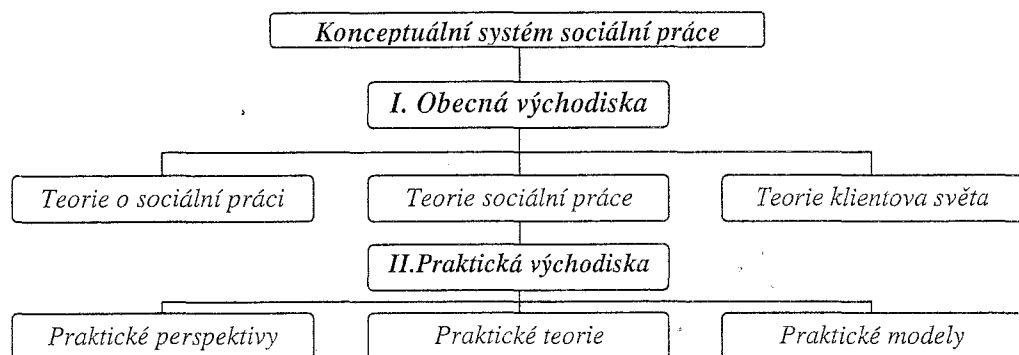 Konceptuální systém sociální práce
I. Obecná východiska
Teorie o sociální práci
Teorie sociální práce
Teorie klientova světa
II.Praktická východiska
Praktické perspektivy
Praktické teorie
Praktické modely